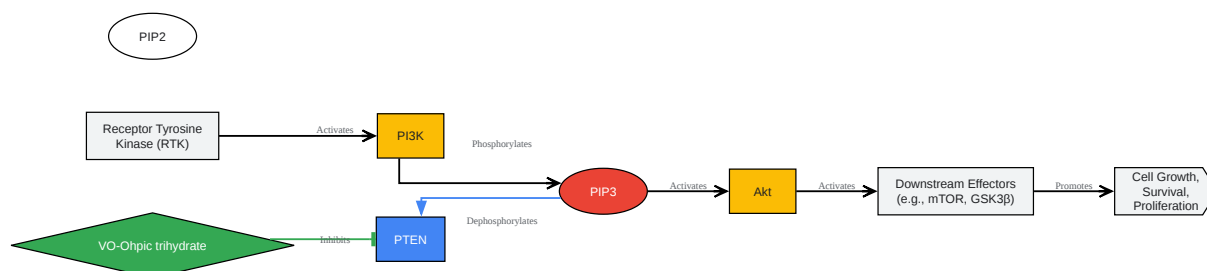 PIP2
Receptor Tyrosine
Kinase (RTK)
Activates
PI3K
Phosphorylates
PIP3
Activates
Akt
Activates
Downstream Effectors
(e.g., mTOR, GSK3β)
Promotes
Cell Growth,
Survival,
Proliferation
VO-Ohpic trihydrate
Inhibits
PTEN
Dephosphorylates